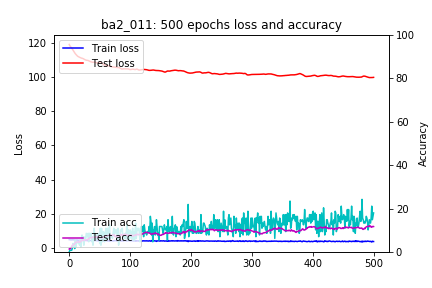 ba2_011: 500 epochs loss and accuracy
120
100
80
60
40
20
0
Loss
Train loss
Test loss
Train acc
Test acc
0
100
200
300
400
500
100
80
60
40
20
0
Accuracy